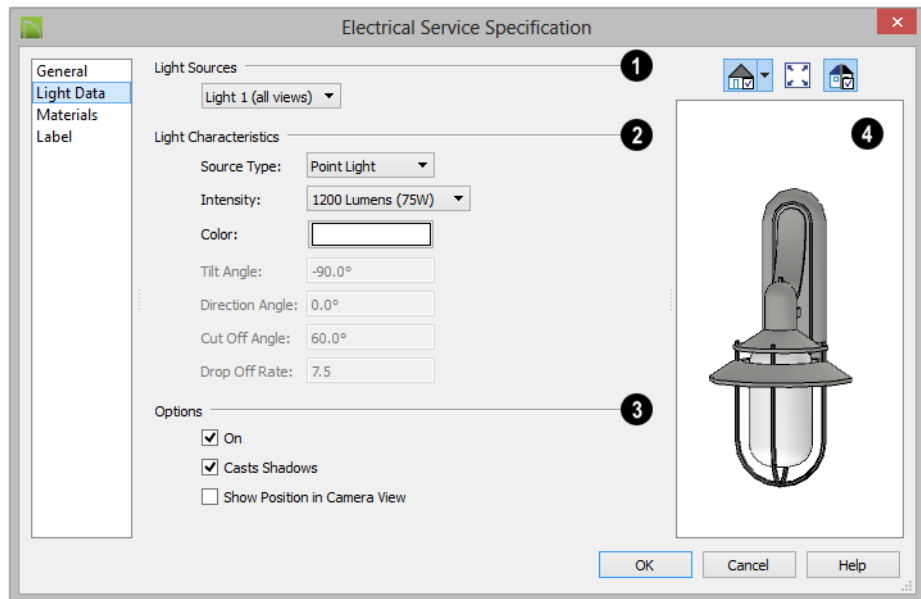 Electrical Service Specification
General
Light Data
Materials
Label
Light Sources 1
Light 1 (all views)
Light Characteristics 2
Source Type: Point Light
Intensity: 1200 Lumens (75W)
Color:
Tilt Angle: -90.0°
Direction Angle: 0.0°
Cut Off Angle: 60.0°
Drop Off Rate: 7.5
Options 3
On
Casts Shadows
Show Position in Camera View
4
OK Cancel Help